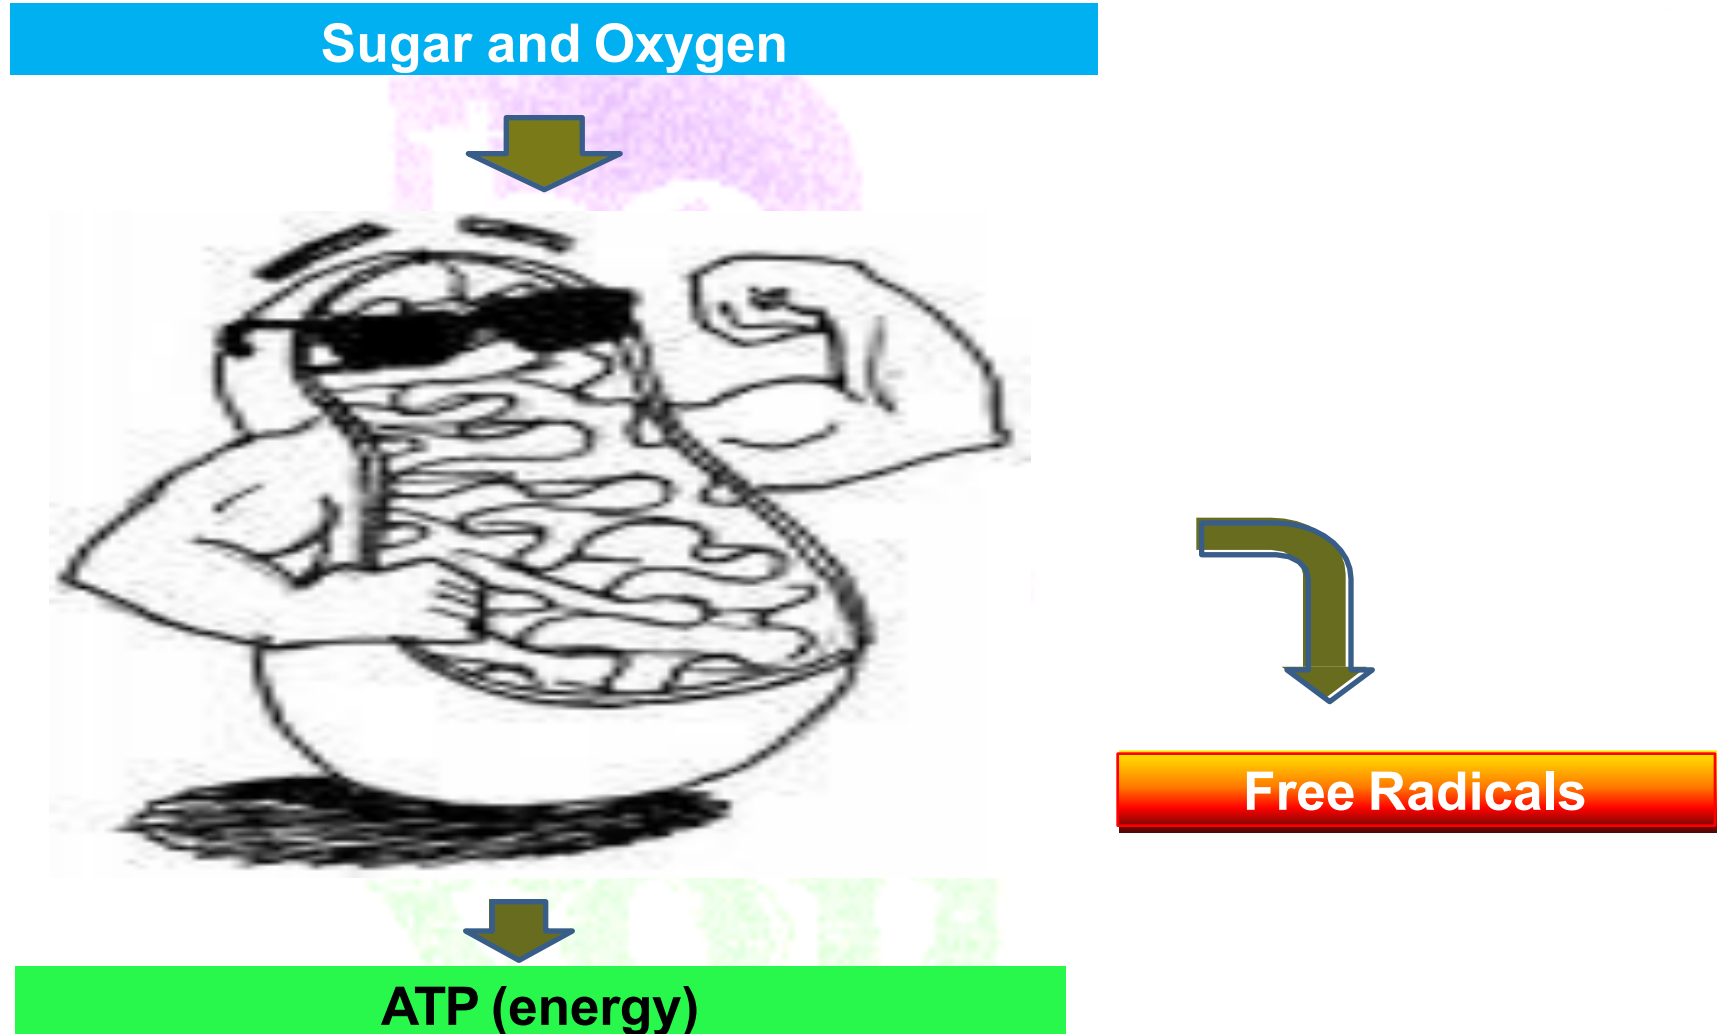 Sugar and Oxygen
Free Radicals
ATP (energy)